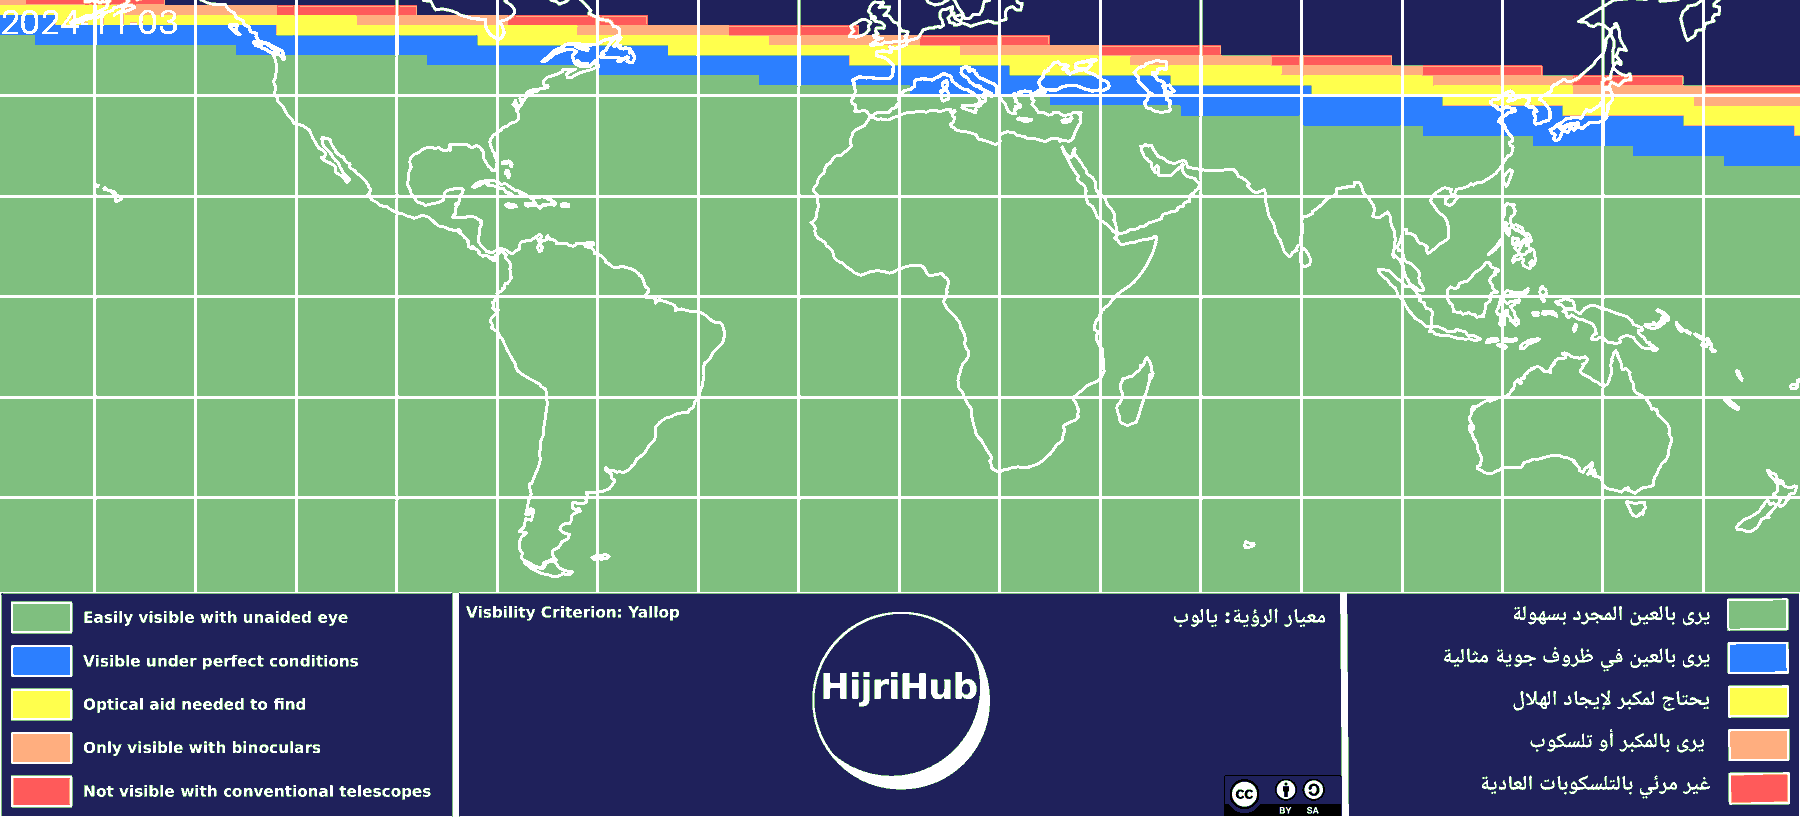 2024-11-03
Easily visible with unaided eye
Visible under perfect conditions
Optical aid needed to find
Only visible with binoculars
Not visible with conventional telescopes
Visbility Criterion: Yallop
معيار الرؤية: يالوب
HijriHub
cc
BY SA
يرى بالعين المجرد بسهولة
يرى بالعين في ظروف جوية مثالية
يحتاج لمكبر لإيجاد الهلال
يرى بالمكبر أو تلسكوب
غير مرئي بالتلسكوبات العادية